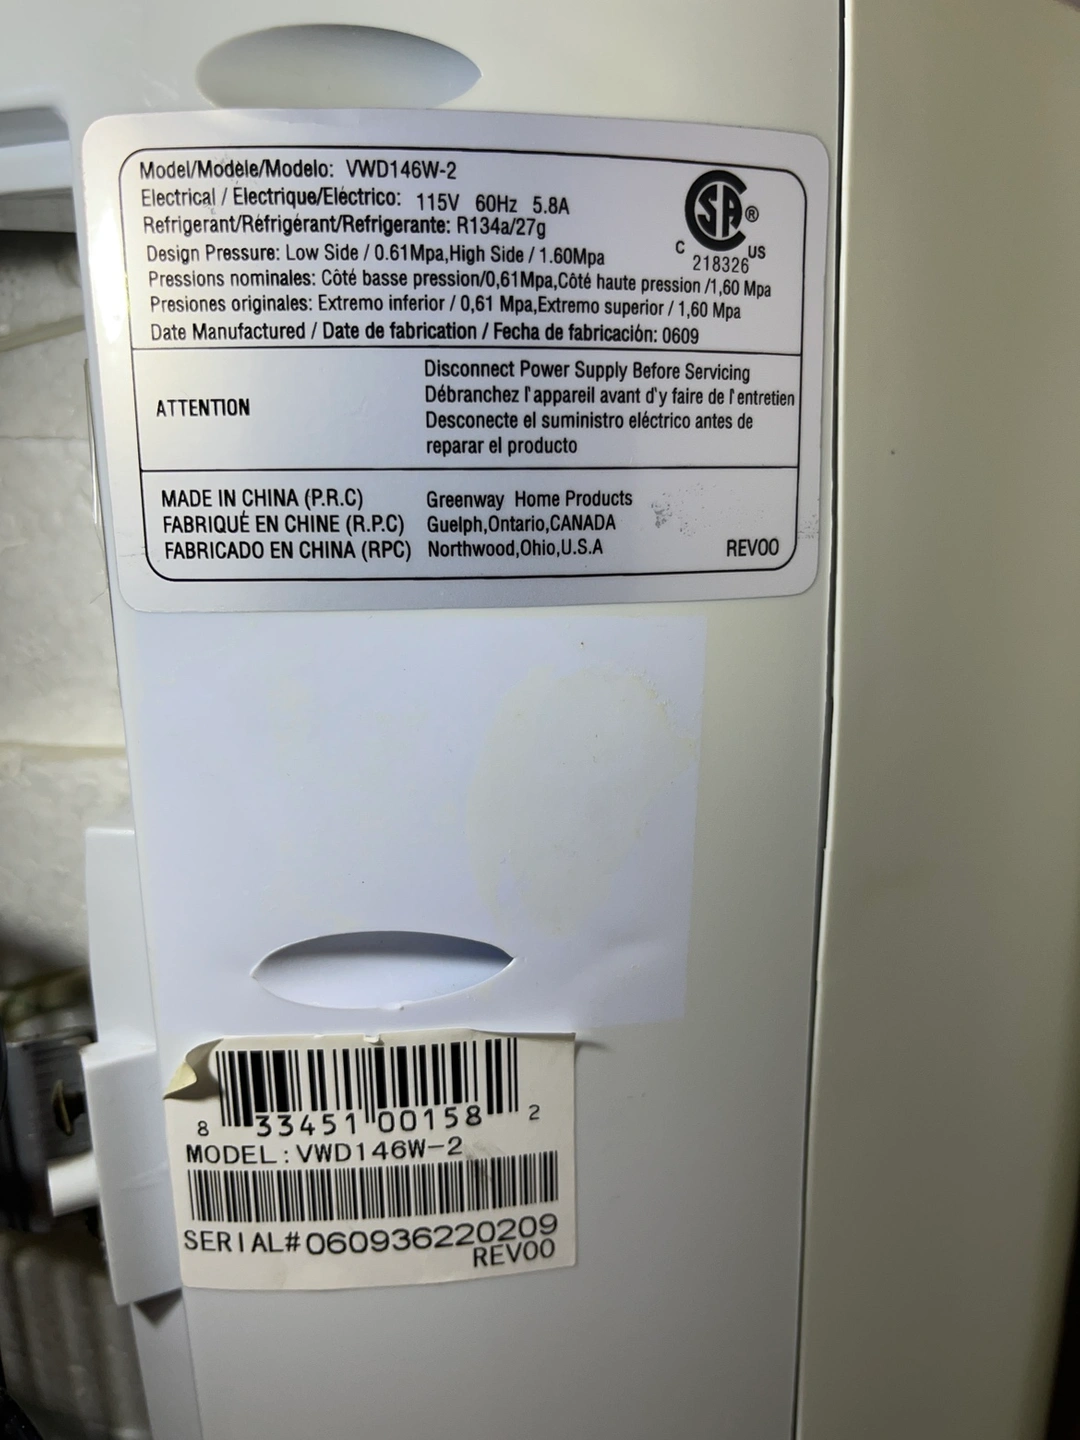 Model/Modèle/Modelo: VWD146W-2
Electrical / Électrique/Eléctrico: 115V 60Hz 5.8A
Refrigerant/Réfrigérant/Refrigerante: R134a/27g
Design Pressure: Low Side / 0.61Mpa,High Side / 1.60Mpa
Pressions nominales: Côté basse pression/0,61Mpa,Côté haute pression /1,60 Mpa
Presiones originales: Extremo inferior / 0,61 Mpa,Extremo superior / 1,60 Mpa
Date Manufactured / Date de fabrication / Fecha de fabricación: 0609
SA ®
C US
218326
ATTENTION
Disconnect Power Supply Before Servicing
Débranchez l'appareil avant d'y faire de l'entretien
Desconecte el suministro eléctrico antes de
reparar el producto
MADE IN CHINA (P.R.C)
FABRIQUÉ EN CHINE (R.P.C)
FABRICADO EN CHINA (RPC)
Greenway Home Products
Guelph,Ontario,CANADA
Northwood,Ohio,U.S.A
REV00
8 33451 00158 2
MODEL:VWD146W-2
SERIAL#060936220209
REV00